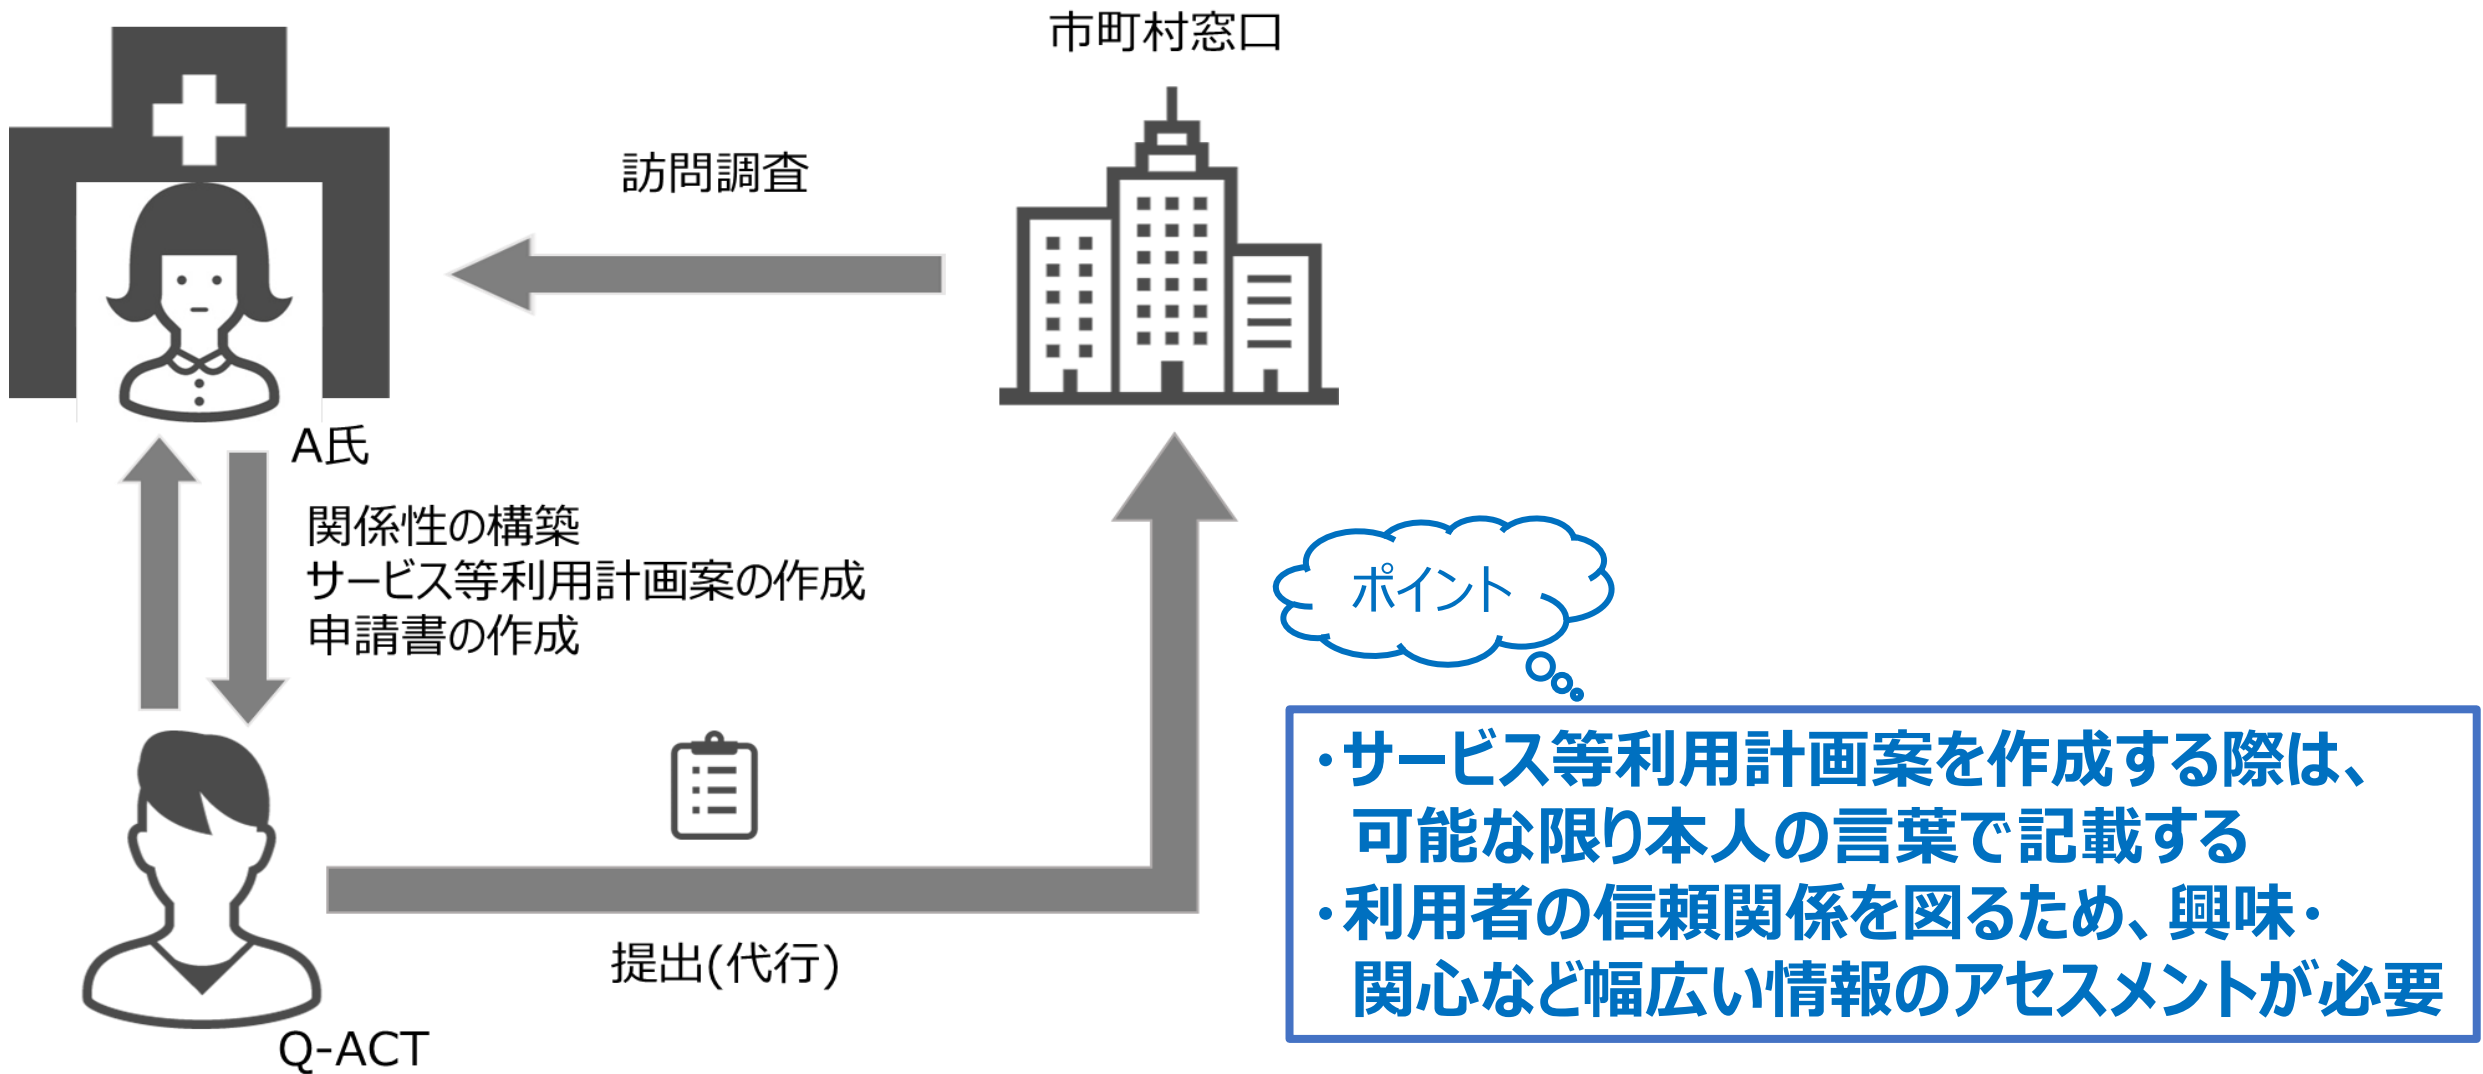 市町村窓口
訪問調査
A氏
関係性の構築
サービス等利用計画案の作成
申請書の作成
ポイント
・サービス等利用計画案を作成する際は、
可能な限り本人の言葉で記載する
・利用者の信頼関係を図るため、興味・
関心など幅広い情報のアセスメントが必要
提出(代行)
Q-ACT